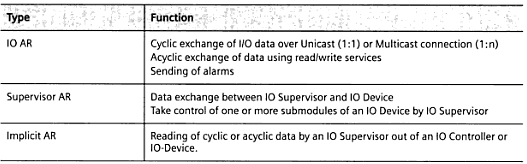 Type Function
IO AR Cyclic exchange of I/O data over Unicast (1:1) or Multicast connection (1:n)
Acyclic exchange of data using read/write services
Sending of alarms
Supervisor AR Data exchange between IO Supervisor and IO Device
Take control of one or more submodules of an IO Device by IO Supervisor
Implicit AR Reading of cyclic or acyclic data by an IO Supervisor out of an IO Controller or
IO-Device.